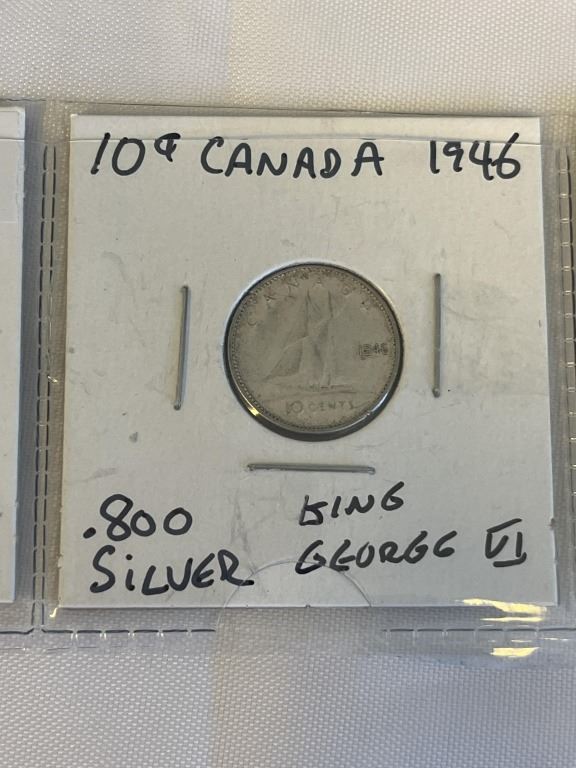 10¢ CANADA 1946
CANADA
1946
10 CENTS
.800 SILVER
KING GEORGE VI